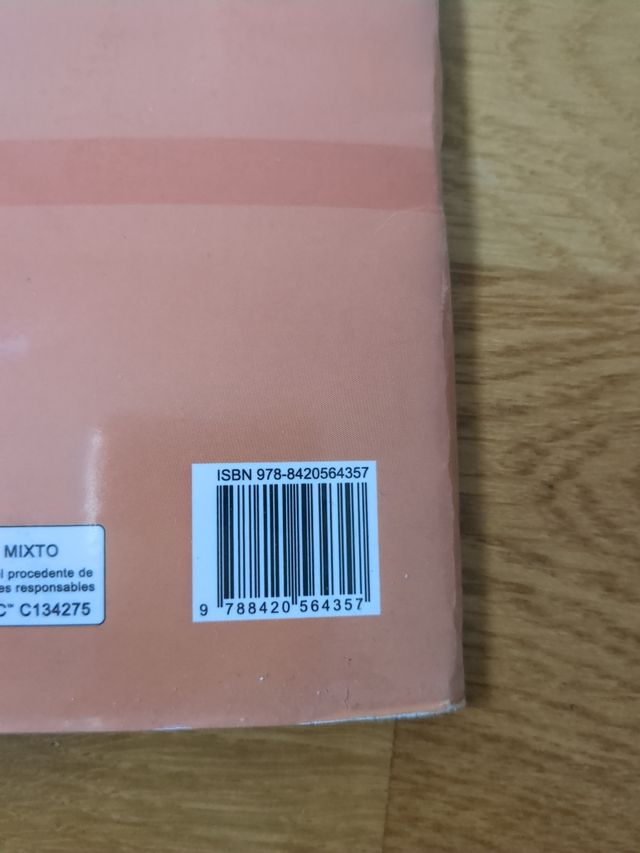 ISBN 978-8420564357
9 788420 564357
MIXTO
procedente de
responsables
C134275